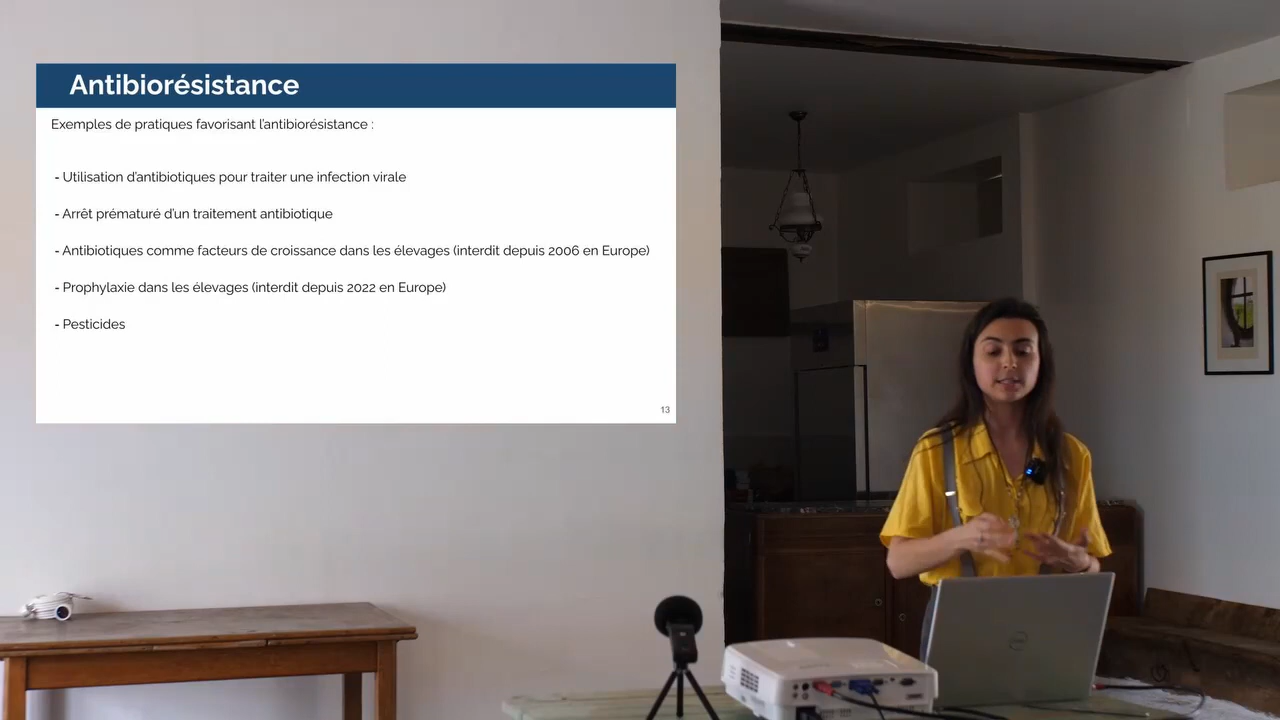 Antibiorésistance
Exemples de pratiques favorisant l'antibiorésistance :
- Utilisation d'antibiotiques pour traiter une infection virale
- Arrêt prématuré d'un traitement antibiotique
- Antibiotiques comme facteurs de croissance dans les élevages (interdit depuis 2006 en Europe)
- Prophylaxie dans les élevages (interdit depuis 2022 en Europe)
- Pesticides
13
DELL